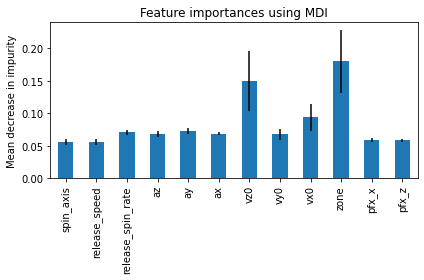 Feature importances using MDI
Mean decrease in impurity
0.20
0.15
0.10
0.05
0.00
spin_axis
release_speed
release_spin_rate
az
ay
ax
vz0
vy0
vx0
zone
pfx_x
pfx_z